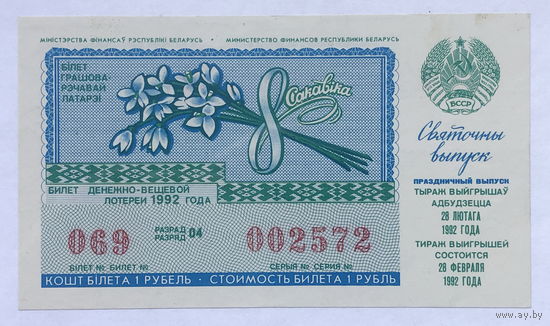 МІНІСТЭРСТВА ФІНАНСАЎ РЭСПУБЛІКІ БЕЛАРУСЬ • МИНИСТЕРСТВО ФИНАНСОВ РЕСПУБЛИКИ БЕЛАРУСЬ
БІЛЕТ
ГРАШОВА-
РЭЧАВАЙ
ЛАТАРЭІ
8 Сакавіка
БССР
Святочны
выпуск
ПРАЗДНИЧНЫЙ ВЫПУСК
ТЫРАЖ ВЫЙГРЫШАЎ
АДБУДЗЕЦЦА
28 ЛЮТАГА
1992 ГОДА
ТИРАЖ ВЫИГРЫШЕЙ
СОСТОИТСЯ
28 ФЕВРАЛЯ
1992 ГОДА
БИЛЕТ ДЕНЕЖНО-ВЕЩЕВОЙ
ЛОТЕРЕИ 1992 ГОДА
069
РАЗРАД
РАЗРЯД 04
002572
БІЛЕТ № БИЛЕТ №
СЕРЫЯ № СЕРИЯ №
КОШТ БІЛЕТА 1 РУБЕЛЬ • СТОИМОСТЬ БИЛЕТА 1 РУБЛЬ
www.ay.by